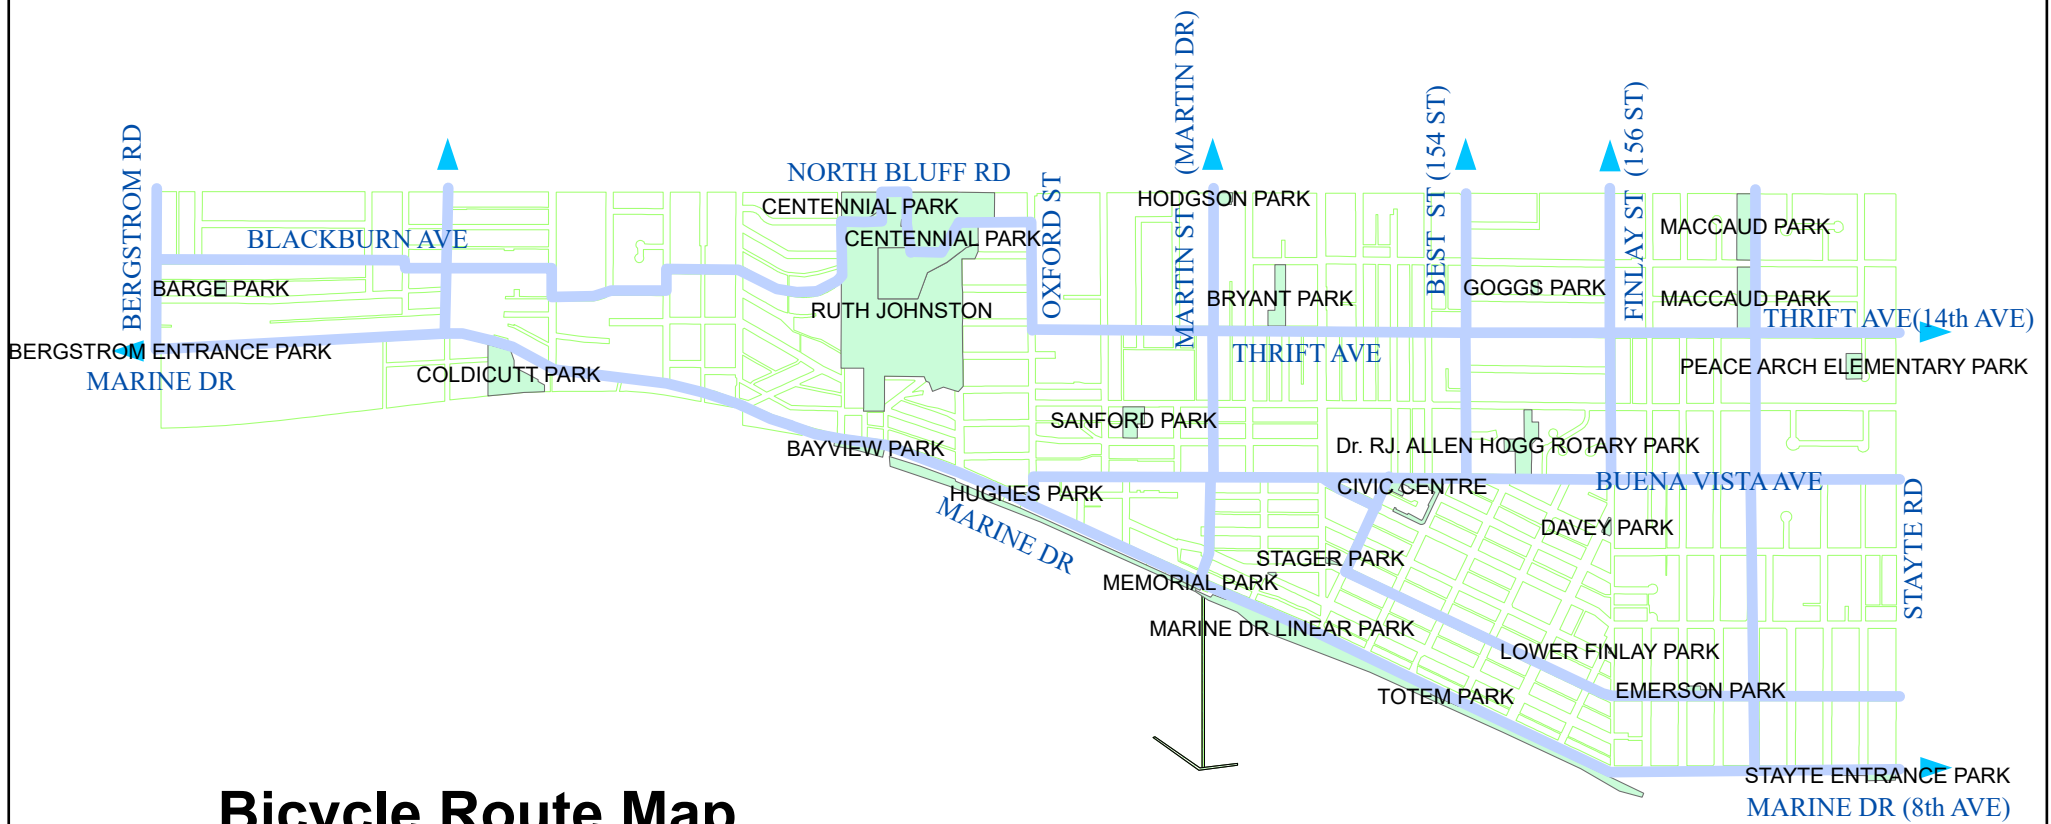 (MARTIN DR)
BEST  ST (154 ST)
FINLAY ST  (156 ST)
BERGSTROM RD
NORTH BLUFF RD
OXFORD ST
HODGSON PARK
CENTENNIAL PARK
MARTIN ST
MACCAUD PARK
BLACKBURN AVE
CENTENNIAL PARK
BARGE PARK
GOGGS PARK
BRYANT PARK
MACCAUD PARK
RUTH JOHNSTON
THRIFT AVE(14th AVE)
BERGSTROM ENTRANCE PARK
THRIFT AVE
PEACE ARCH ELEMENTARY PARK
MARINE DR
COLDICUTT PARK
SANFORD PARK
BAYVIEW PARK
Dr. RJ. ALLEN HOGG ROTARY PARK
BUENA VISTA AVE
CIVIC CENTRE
HUGHES PARK
MARINE DR
DAVEY PARK
STAYTE RD
STAGER PARK
MEMORIAL PARK
MARINE DR LINEAR PARK
LOWER FINLAY PARK
EMERSON PARK
TOTEM PARK
STAYTE ENTRANCE PARK
MARINE DR (8th AVE)
Bicycle Route Map